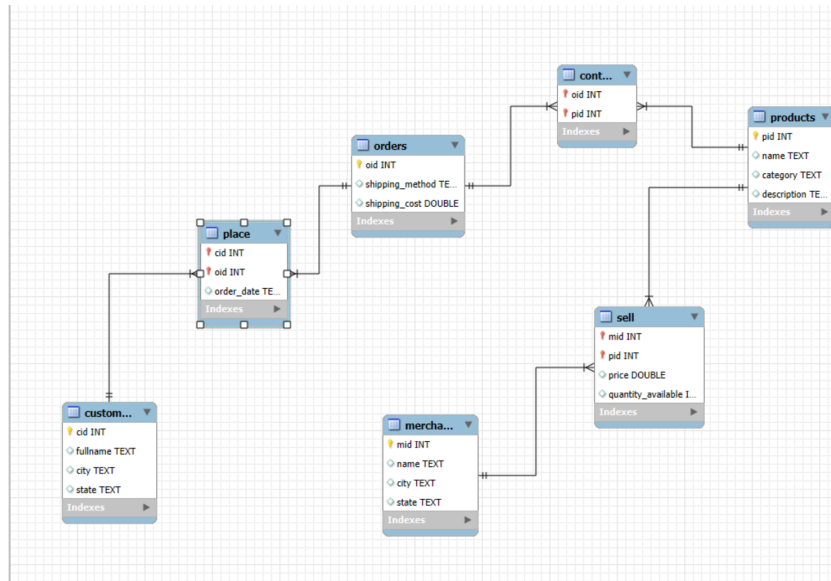 cont...
oid INT
pid INT
Indexes
products
pid INT
name TEXT
category TEXT
description TE...
Indexes
orders
oid INT
shipping_method TE...
shipping_cost DOUBLE
Indexes
place
cid INT
oid INT
order_date TE...
Indexes
sell
mid INT
pid INT
price DOUBLE
quantity_available I...
Indexes
custom...
cid INT
fullname TEXT
city TEXT
state TEXT
Indexes
mercha...
mid INT
name TEXT
city TEXT
state TEXT
Indexes